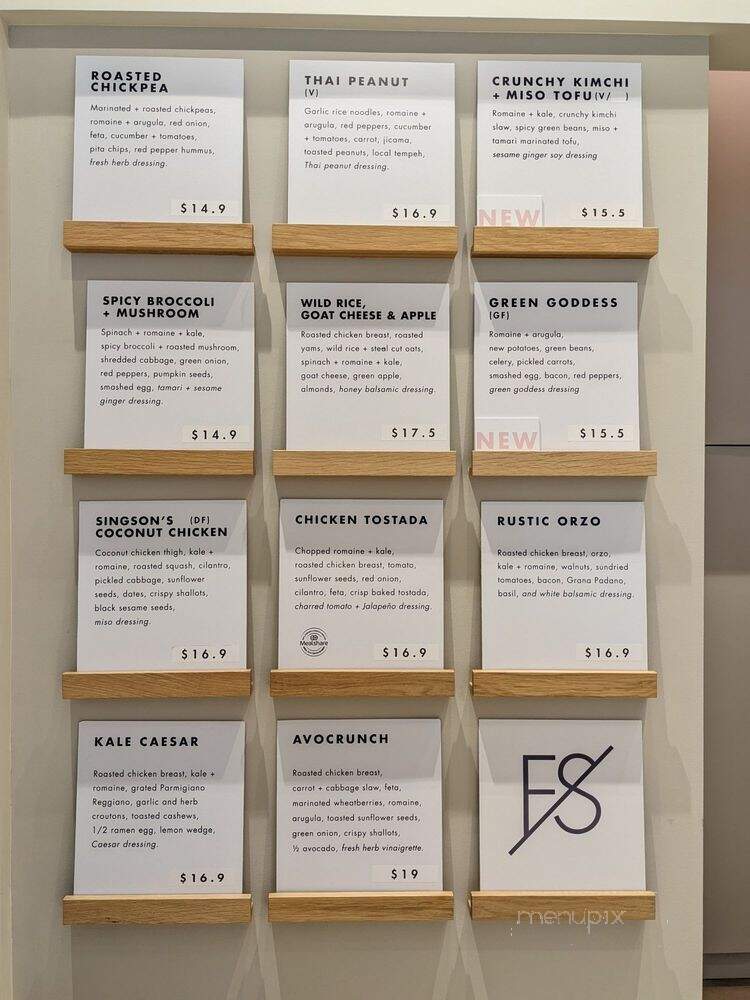 ROASTED
CHICKPEA
Marinated + roasted chickpeas,
romaine + arugula, red onion,
feta, cucumber + tomatoes,
pita chips, red pepper hummus,
fresh herb dressing.
$14.9
THAI PEANUT
(V)
Garlic rice noodles, romaine +
arugula, red peppers, cucumber
+ tomatoes, carrot, jicama,
toasted peanuts, local tempeh,
Thai peanut dressing.
$16.9
CRUNCHY KIMCHI
+ MISO TOFU (V/ )
Romaine + kale, crunchy kimchi
slaw, spicy green beans, miso +
tamari marinated tofu,
sesame ginger soy dressing
NEW
$15.5
SPICY BROCCOLI
+ MUSHROOM
Spinach + romaine + kale,
spicy broccoli + roasted mushroom,
shredded cabbage, green onion,
red peppers, pumpkin seeds,
smashed egg, tamari + sesame
ginger dressing.
$14.9
WILD RICE,
GOAT CHEESE & APPLE
Roasted chicken breast, roasted
yams, wild rice + steel cut oats,
spinach + romaine + kale,
goat cheese, green apple,
almonds, honey balsamic dressing.
$17.5
GREEN GODDESS
(GF)
Romaine + arugula,
new potatoes, green beans,
celery, pickled carrots,
smashed egg, bacon, red peppers,
green goddess dressing
NEW
$15.5
SINGSON'S (DF)
COCONUT CHICKEN
Coconut chicken thigh, kale +
romaine, roasted squash, cilantro,
pickled cabbage, sunflower
seeds, dates, crispy shallots,
black sesame seeds,
miso dressing.
$16.9
CHICKEN TOSTADA
Chopped romaine + kale,
roasted chicken breast, tomato,
sunflower seeds, red onion,
cilantro, feta, crisp baked tostada,
charred tomato + Jalapeño dressing.
Mealshare
$16.9
RUSTIC ORZO
Roasted chicken breast, orzo,
kale + romaine, walnuts, sundried
tomatoes, bacon, Grana Padano,
basil, and white balsamic dressing.
$16.9
KALE CAESAR
Roasted chicken breast, kale +
romaine, grated Parmigiano
Reggiano, garlic and herb
croutons, toasted cashews,
1/2 ramen egg, lemon wedge,
Caesar dressing.
$16.9
AVOCRUNCH
Roasted chicken breast,
carrot + cabbage slaw, feta,
marinated wheatberries, romaine,
arugula, toasted sunflower seeds,
green onion, crispy shallots,
½ avocado, fresh herb vinaigrette.
$19
FS
menupix